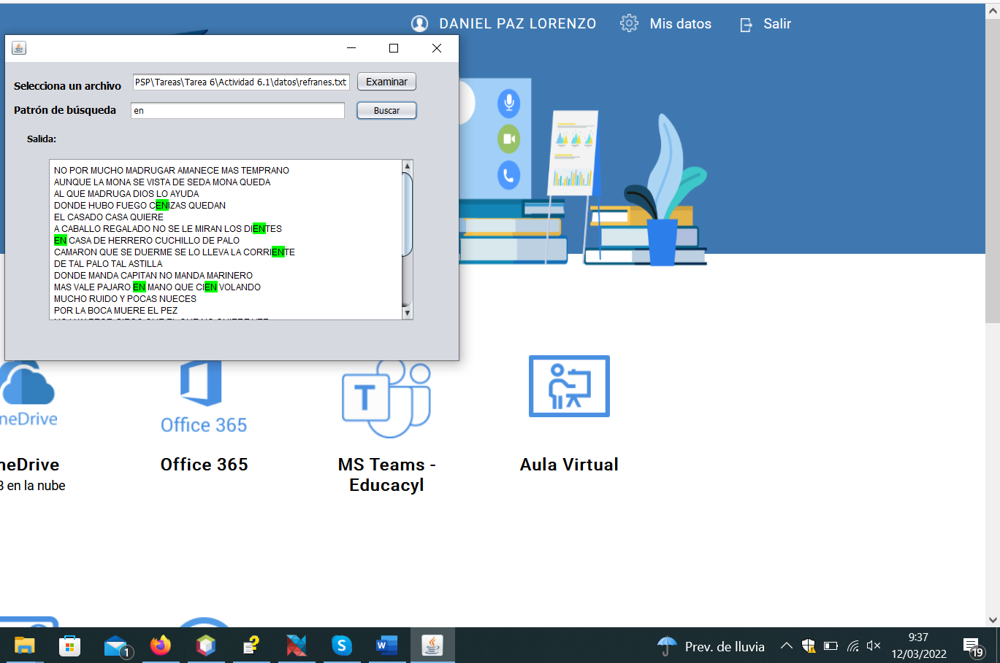 DANIEL PAZ LORENZO
Mis datos
Salir
Selecciona un archivo
PSP\Tareas\Tarea 6\Actividad 6.1\datos\refranes.txt
Examinar
Patrón de búsqueda
en
Buscar
Salida:
NO POR MUCHO MADRUGAR AMANECE MAS TEMPRANO
AUNQUE LA MONA SE VISTA DE SEDA MONA QUEDA
AL QUE MADRUGA DIOS LO AYUDA
DONDE HUBO FUEGO CENIZAS QUEDAN
EL CASADO CASA QUIERE
A CABALLO REGALADO NO SE LE MIRAN LOS DIENTES
EN CASA DE HERRERO CUCHILLO DE PALO
CAMARON QUE SE DUERME SE LO LLEVA LA CORRIENTE
DE TAL PALO TAL ASTILLA
DONDE MANDA CAPITAN NO MANDA MARINERO
MAS VALE PAJARO EN MANO QUE CIEN VOLANDO
MUCHO RUIDO Y POCAS NUECES
POR LA BOCA MUERE EL PEZ
neDrive
Office 365
T
neDrive
en la nube
Office 365
MS Teams -
Educacyl
Aula Virtual
1
S
W
Prev. de lluvia
9:37
12/03/2022
19